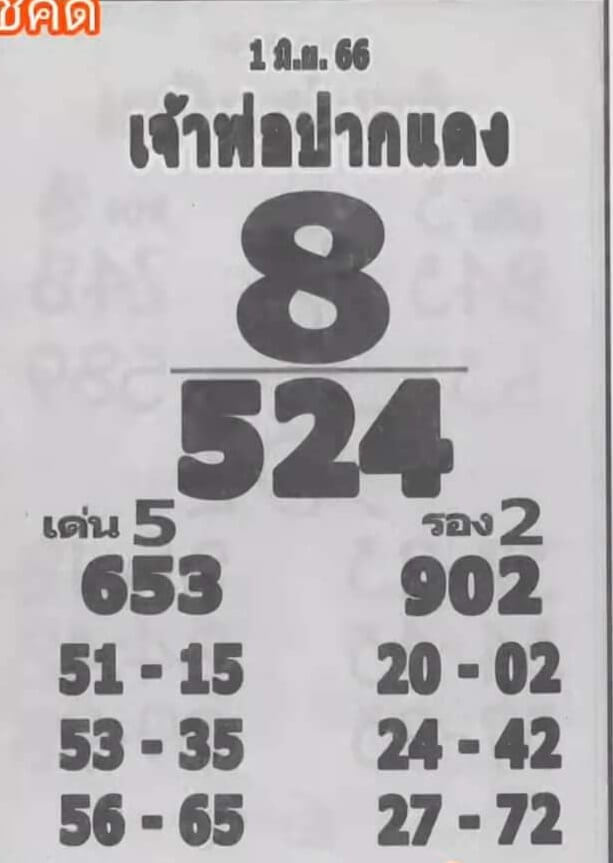 โชคดี
1 มิ.ย. 66
เจ้าพ่อปากแดง
8
524
เด่น 5
รอง 2
653
902
51 - 15
20 - 02
53 - 35
24 - 42
56 - 65
27 - 72